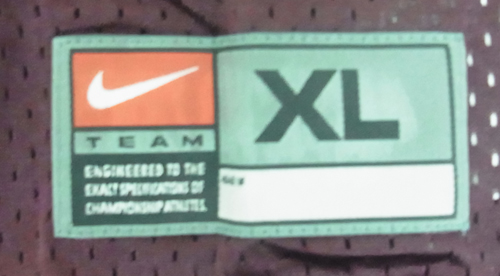 XL
TEAM
ENGINEERED TO THE
EXACT SPECIFICATIONS OF
CHAMPIONSHIP ATHLETES.